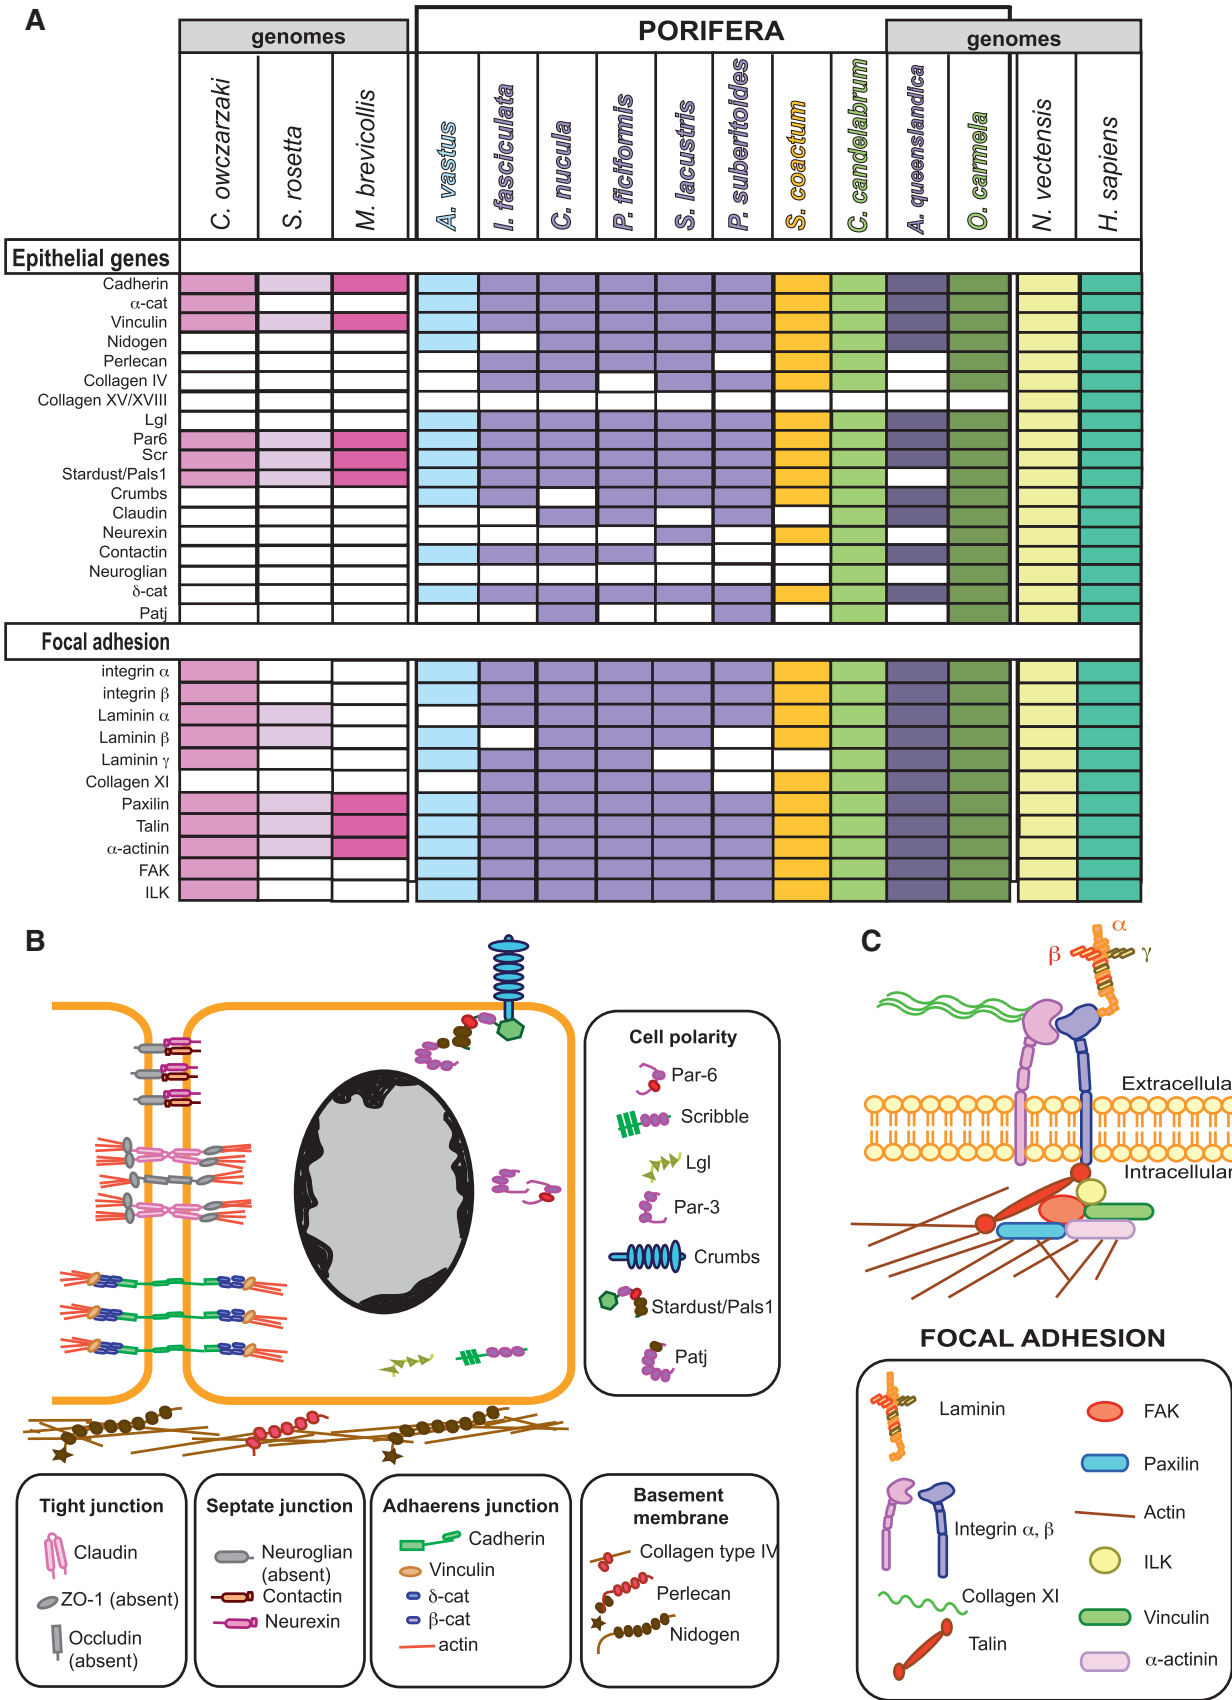 A
PORIFERA
genomes
genomes
C. owczarzaki
S. rosetta
M. brevicollis
A. vastus
I. fasciculata
C. nucula
P. ficiformis
S. lacustris
P. suberitoides
S. coactum
C. candelabrum
A. queenslandica
O. carmela
N. vectensis
H. sapiens
Epithelial genes
Cadherin
α-cat
Vinculin
Nidogen
Perlecan
Collagen IV
Collagen XV/XVIII
Lgl
Par6
Scr
Stardust/Pals1
Crumbs
Claudin
Neurexin
Contactin
Neuroglian
δ-cat
Patj
Focal adhesion
integrin α
integrin β
Laminin α
Laminin β
Laminin γ
Collagen XI
Paxilin
Talin
α-actinin
FAK
ILK
B
Cell polarity
Par-6
Scribble
Lgl
Par-3
Crumbs
Stardust/Pals1
Patj
Tight junction
Claudin
ZO-1 (absent)
Occludin
(absent)
Septate junction
Neuroglian
(absent)
Contactin
Neurexin
Adhaerens junction
Cadherin
Vinculin
δ-cat
β-cat
actin
Basement
membrane
Collagen type IV
Perlecan
Nidogen
C
α
β
γ
Extracellula
Intracellular
FOCAL ADHESION
Laminin
Integrin α, β
Collagen XI
Talin
FAK
Paxilin
Actin
ILK
Vinculin
α-actinin